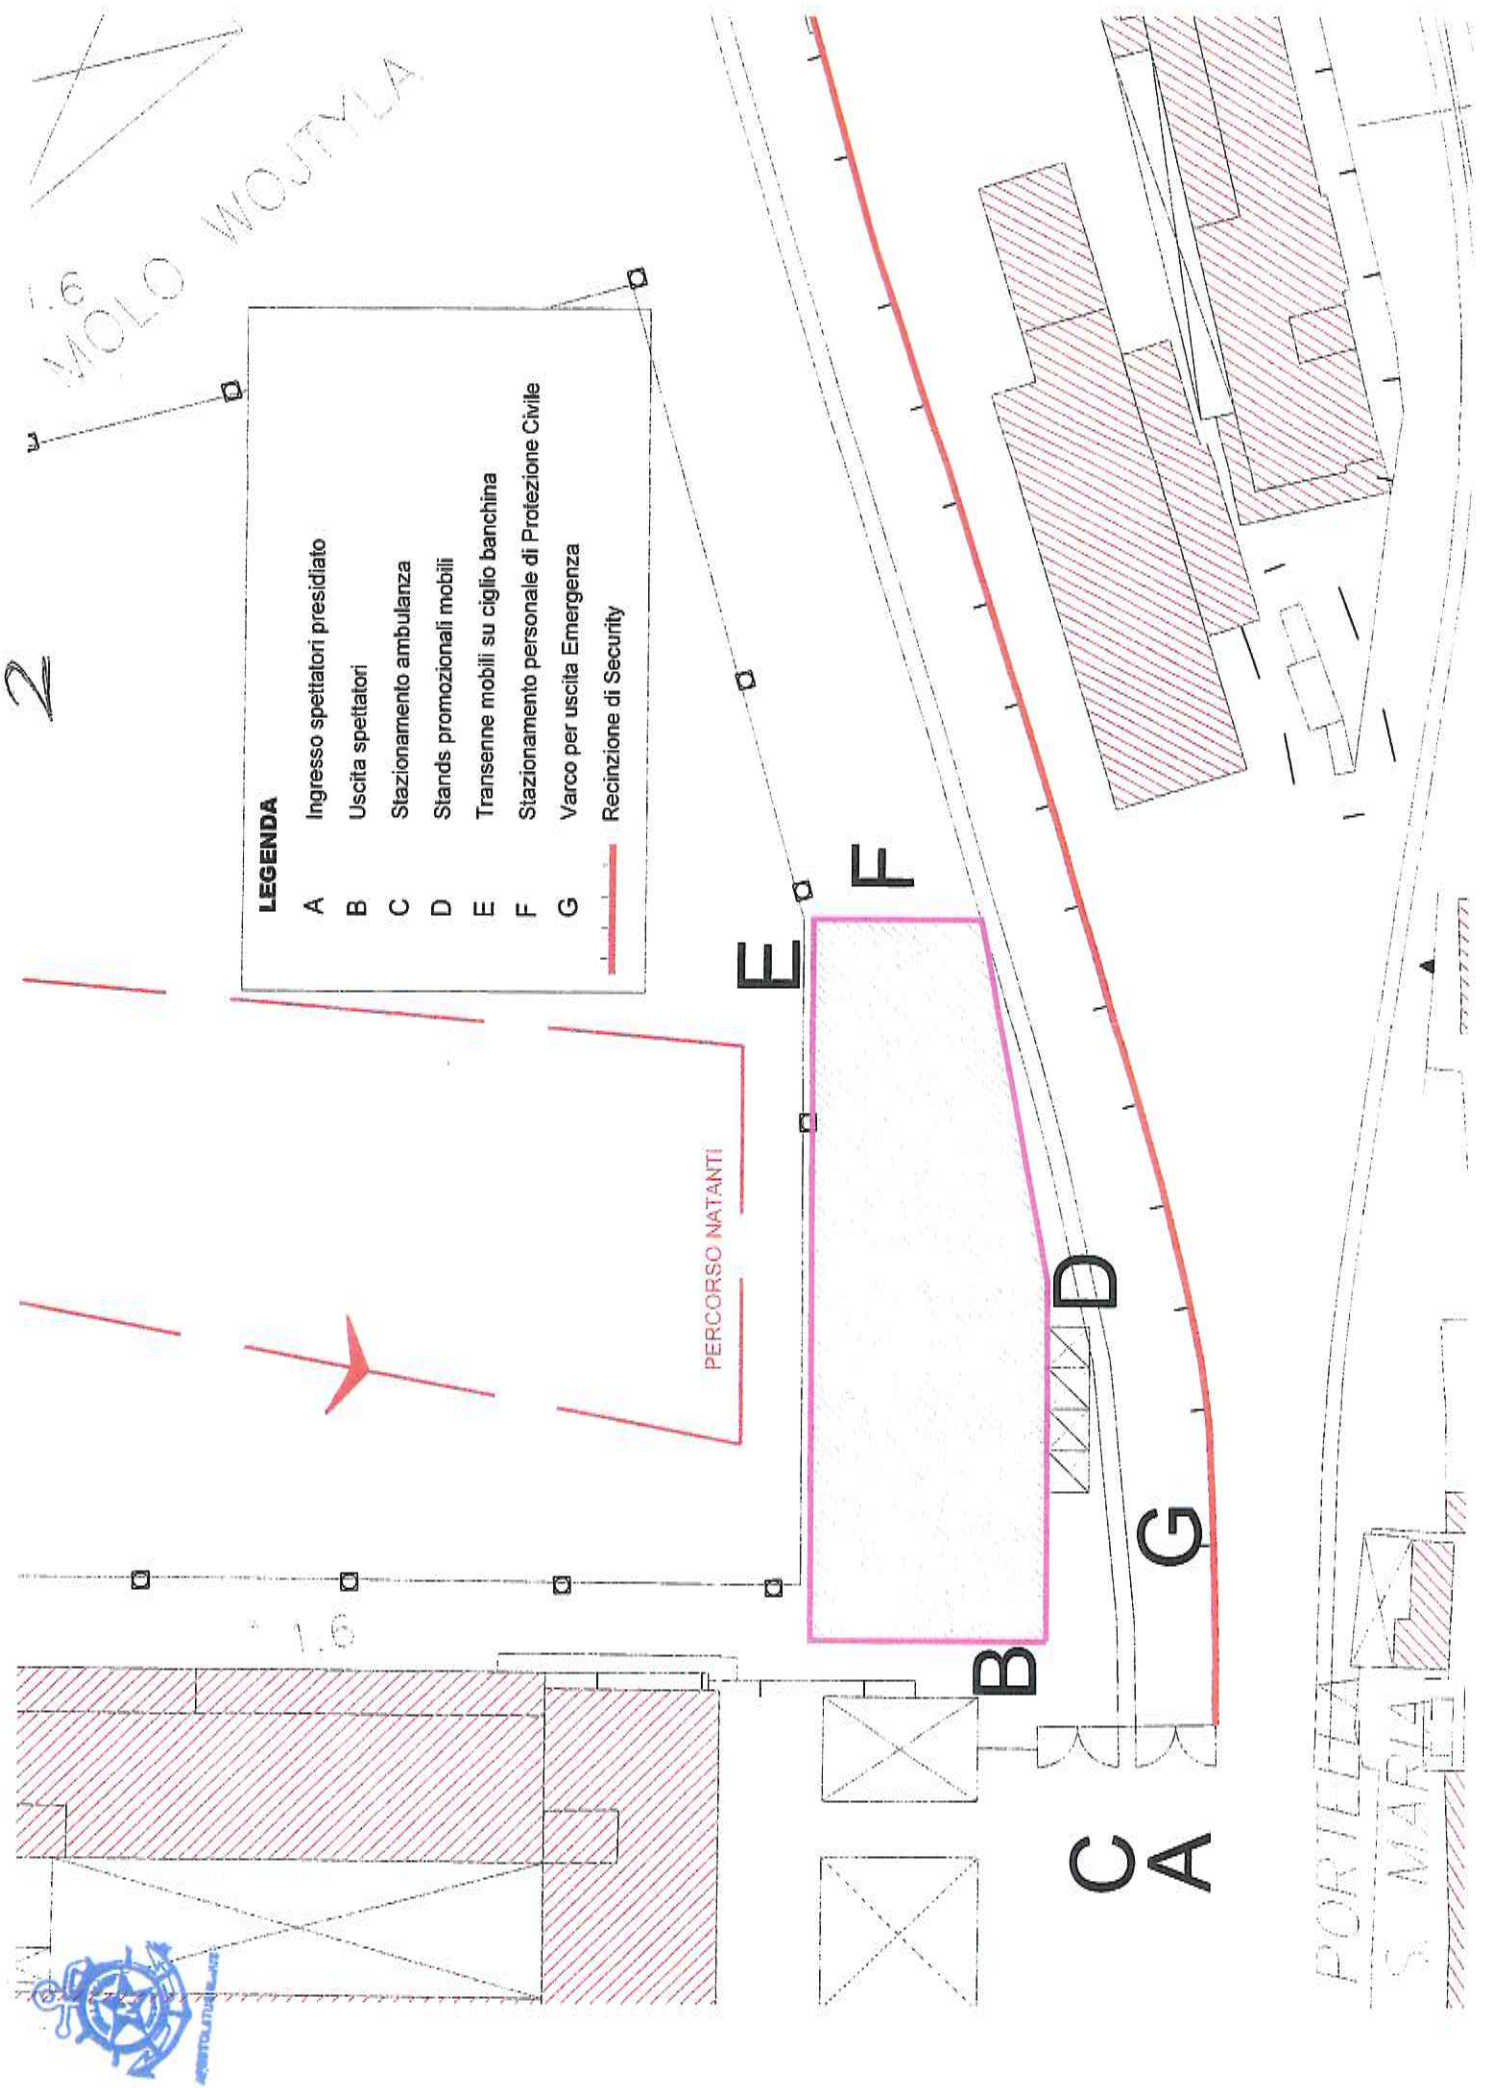 2
1.6
MOLO WOJTYLA
LEGENDA
A Ingresso spettatori presidiato
B Uscita spettatori
C Stazionamento ambulanza
D Stands promozionali mobili
E Transenne mobili su ciglio banchina
F Stazionamento personale di Protezione Civile
G Varco per uscita Emergenza
Recinzione di Security
PERCORSO NATANTI
1.6
E
F
B
D
G
C
A
PORTELLA
S. MARIA